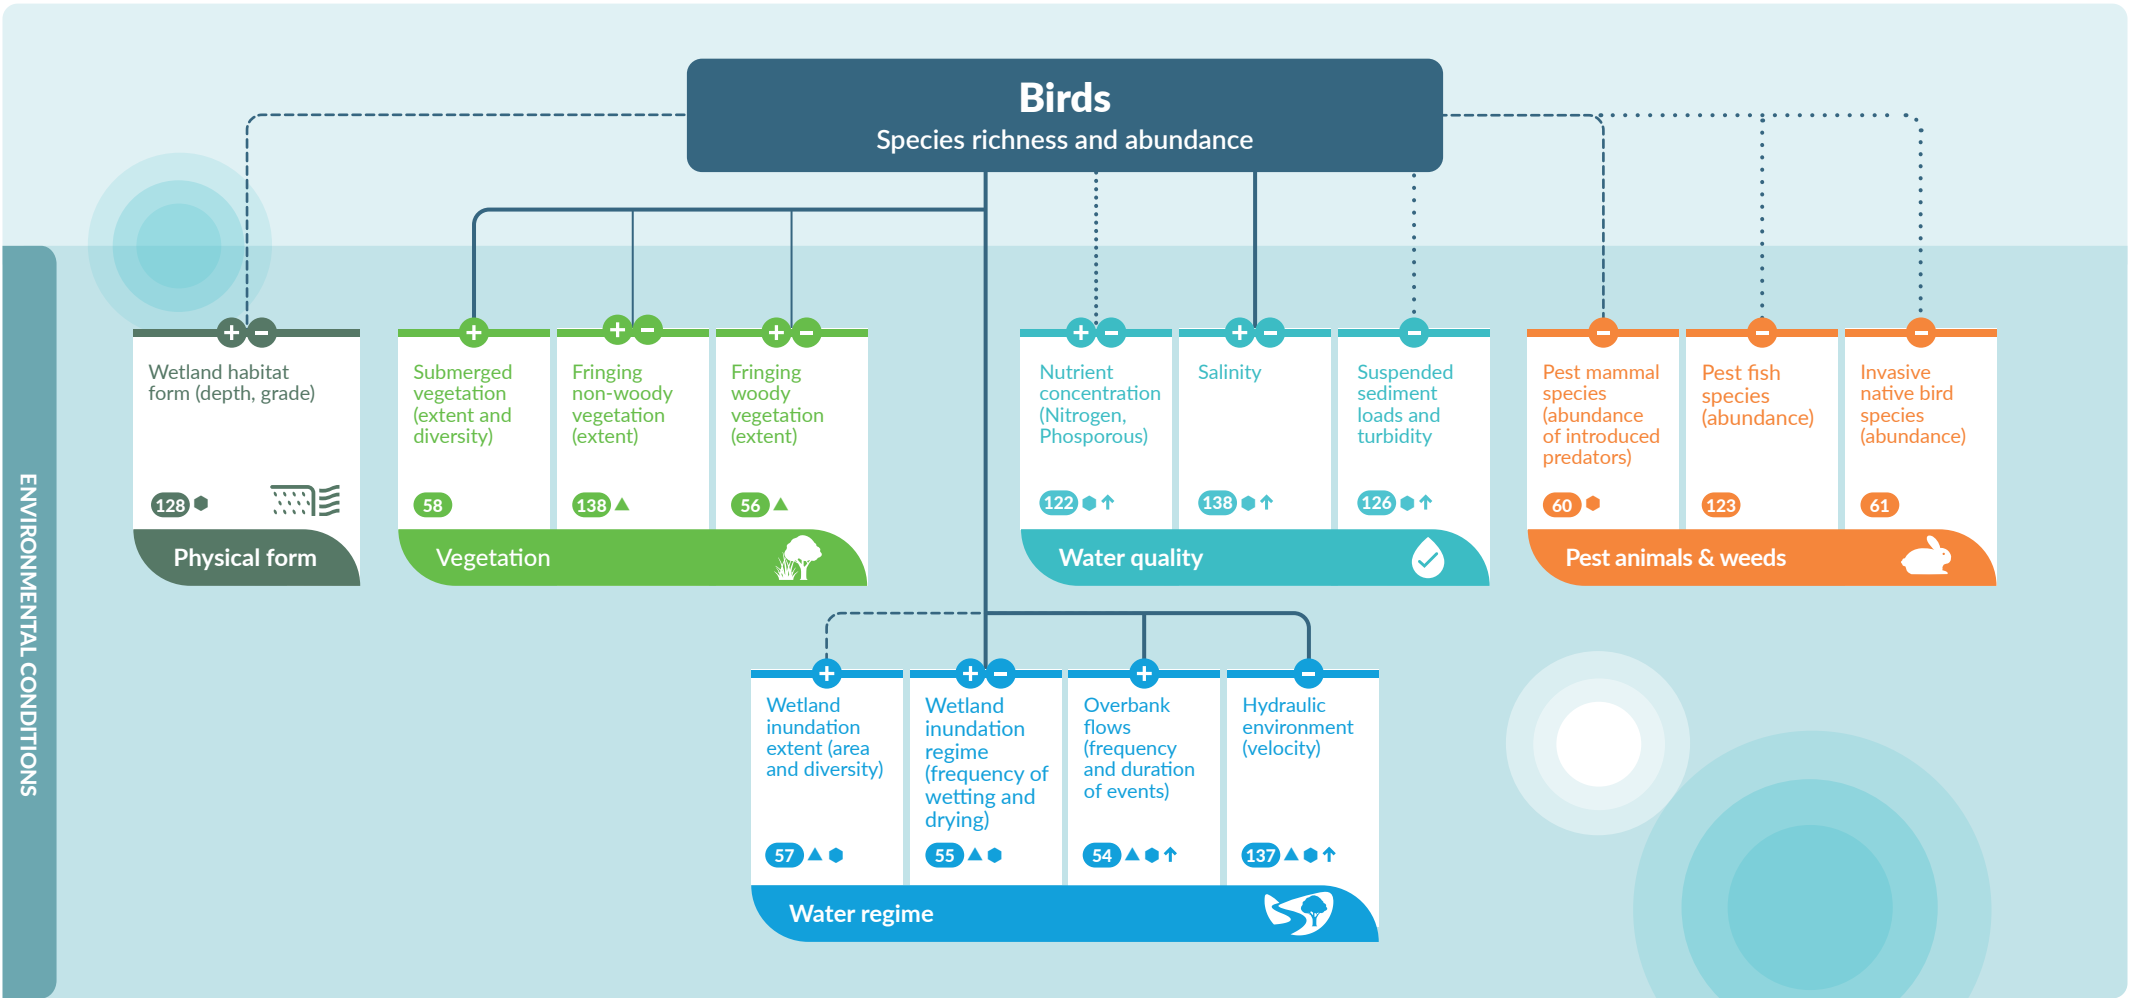 Birds
Species richness and abundance
ENVIRONMENTAL CONDITIONS
+ −
Wetland habitat
form (depth, grade)
128
Physical form
+
Submerged
vegetation
(extent and
diversity)
58
+ −
Fringing
non-woody
vegetation
(extent)
138
+ −
Fringing
woody
vegetation
(extent)
56
Vegetation
+ −
Nutrient
concentration
(Nitrogen,
Phosporous)
122
+ −
Salinity
138
−
Suspended
sediment
loads and
turbidity
126
Water quality
−
Pest mammal
species
(abundance
of introduced
predators)
60
−
Pest fish
species
(abundance)
123
−
Invasive
native bird
species
(abundance)
61
Pest animals & weeds
+
Wetland
inundation
extent (area
and diversity)
57
+ −
Wetland
inundation
regime
(frequency of
wetting and
drying)
55
+
Overbank
flows
(frequency
and duration
of events)
54
−
Hydraulic
environment
(velocity)
137
Water regime